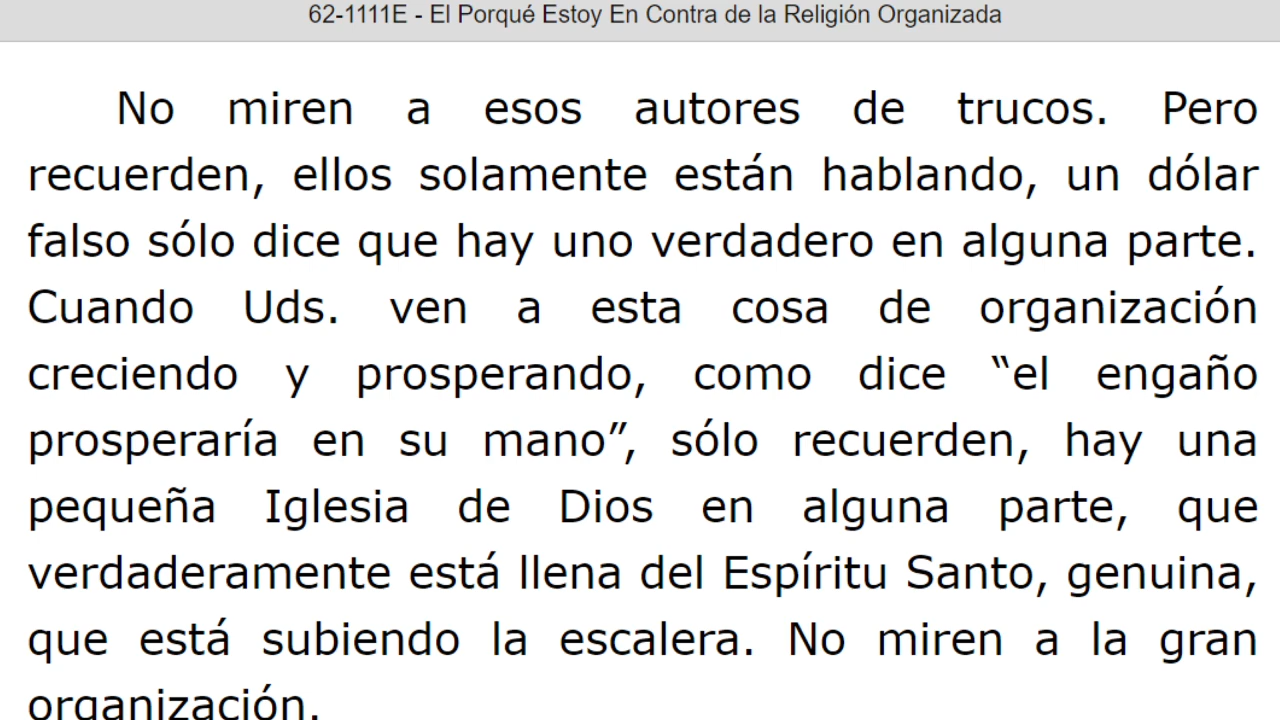 62-1111E - El Porqué Estoy En Contra de la Religión Organizada
No miren a esos autores de trucos. Pero
recuerden, ellos solamente están hablando, un dólar
falso sólo dice que hay uno verdadero en alguna parte.
Cuando Uds. ven a esta cosa de organización
creciendo y prosperando, como dice “el engaño
prosperaría en su mano”, sólo recuerden, hay una
pequeña Iglesia de Dios en alguna parte, que
verdaderamente está llena del Espíritu Santo, genuina,
que está subiendo la escalera. No miren a la gran
organización.